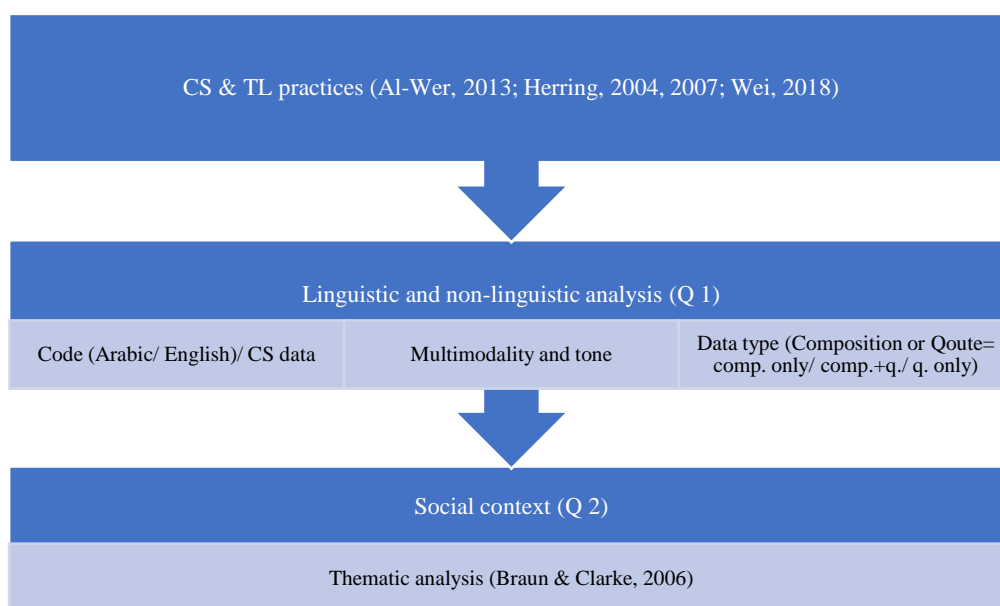 CS & TL practices (Al-Wer, 2013; Herring, 2004, 2007; Wei, 2018)
Linguistic and non-linguistic analysis (Q 1)
Code (Arabic/ English)/ CS data
Multimodality and tone
Data type (Composition or Qoute=
comp. only/ comp.+q./ q. only)
Social context (Q 2)
Thematic analysis (Braun & Clarke, 2006)